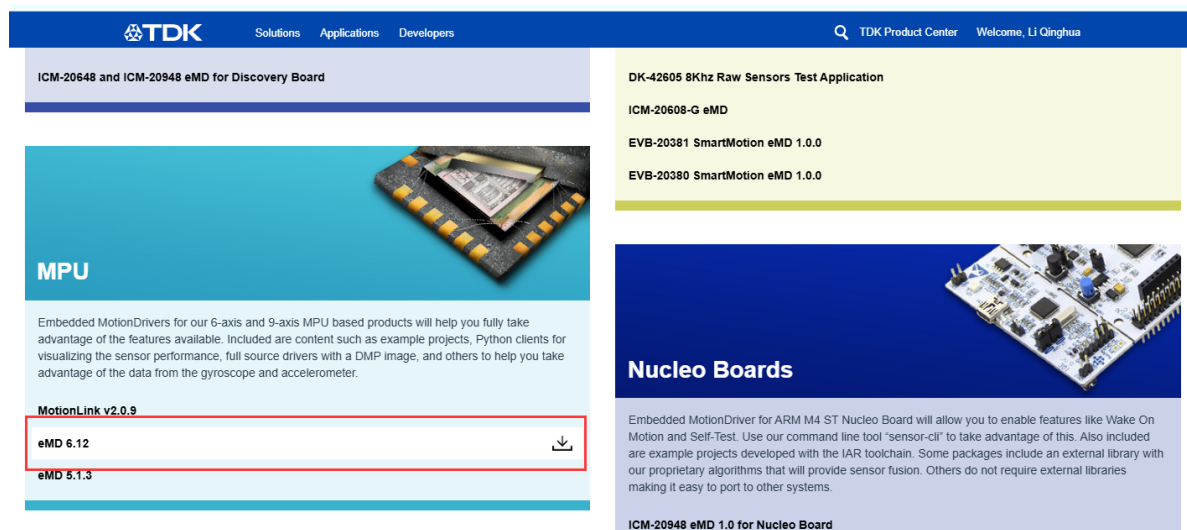 TDK
Solutions Applications Developers
TDK Product Center Welcome, Li Qinghua
ICM-20648 and ICM-20948 eMD for Discovery Board
MPU
Embedded MotionDrivers for our 6-axis and 9-axis MPU based products will help you fully take
advantage of the features available. Included are content such as example projects, Python clients for
visualizing the sensor performance, full source drivers with a DMP image, and others to help you take
advantage of the data from the gyroscope and accelerometer.
MotionLink v2.0.9
eMD 6.12
eMD 5.1.3
DK-42605 8Khz Raw Sensors Test Application
ICM-20608-G eMD
EVB-20381 SmartMotion eMD 1.0.0
EVB-20380 SmartMotion eMD 1.0.0
Nucleo Boards
Embedded MotionDriver for ARM M4 ST Nucleo Board will allow you to enable features like Wake On
Motion and Self-Test. Use our command line tool “sensor-cli” to take advantage of this. Also included
are example projects developed with the IAR toolchain. Some packages include an external library with
our proprietary algorithms that will provide sensor fusion. Others do not require external libraries
making it easy to port to other systems.
ICM-20948 eMD 1.0 for Nucleo Board